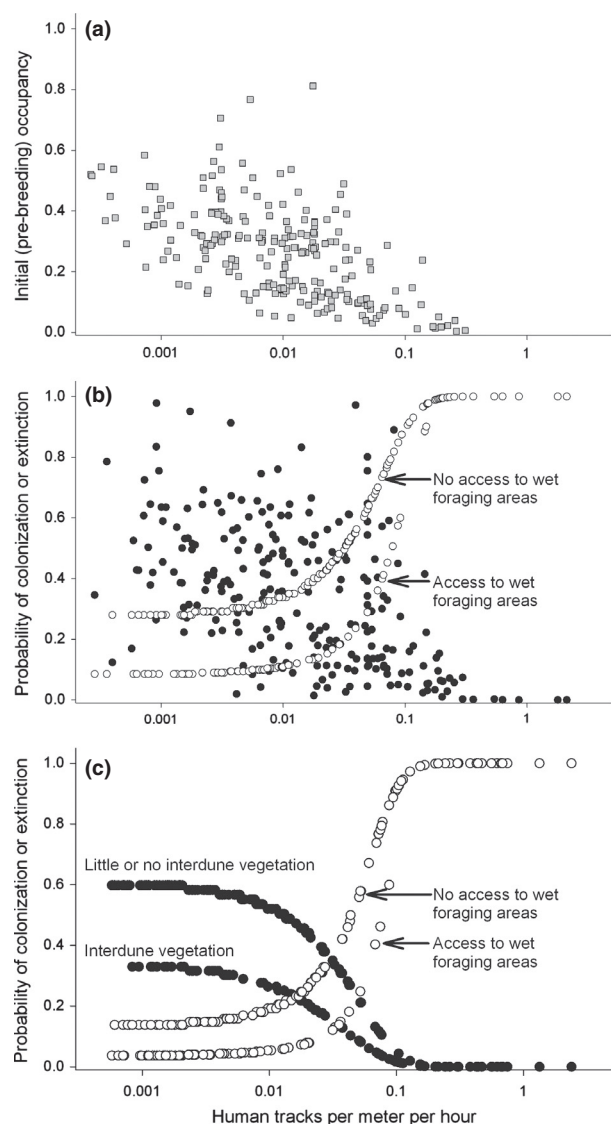 (a)
Initial (pre-breeding) occupancy
1.0
0.8
0.6
0.4
0.2
0.0
0.001
0.01
0.1
1
(b)
Probability of colonization or extinction
1.0
0.8
0.6
0.4
0.2
0.0
No access to wet
foraging areas
Access to wet
foraging areas
0.001
0.01
0.1
1
(c)
Probability of colonization or extinction
1.0
0.8
0.6
0.4
0.2
0.0
Little or no interdune vegetation
Interdune vegetation
No access to wet
foraging areas
Access to wet
foraging areas
0.001
0.01
0.1
1
Human tracks per meter per hour